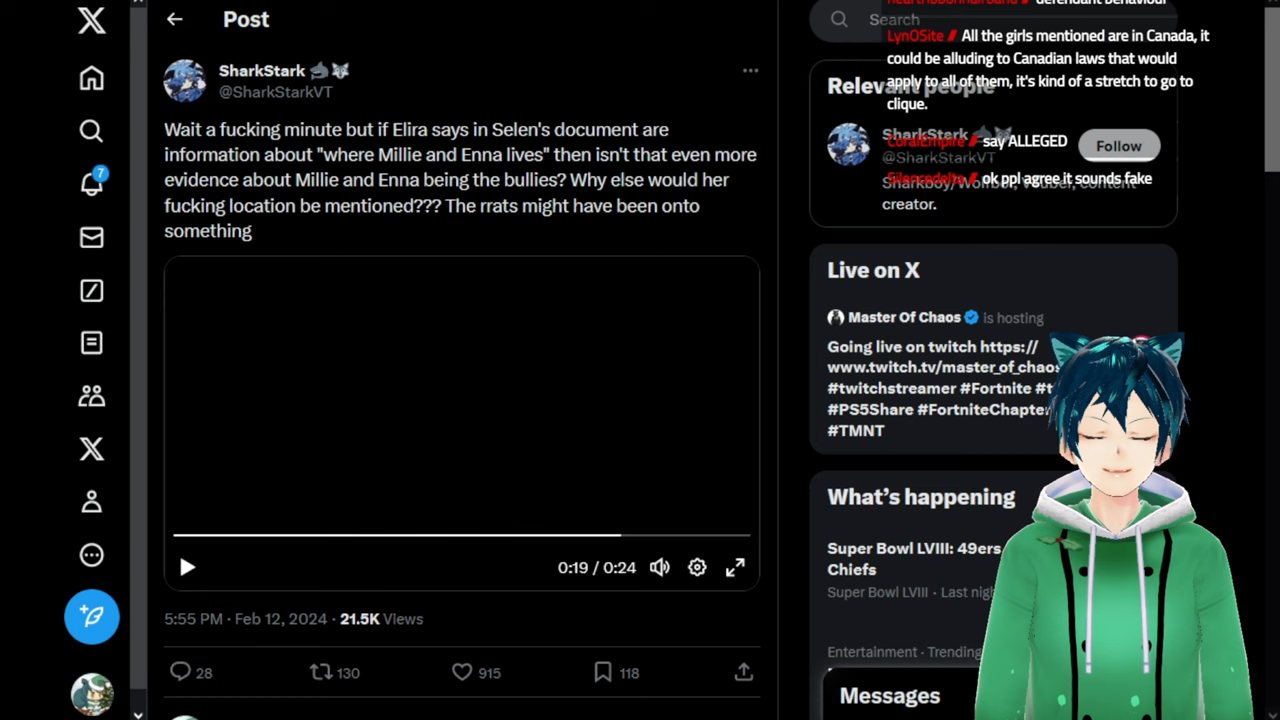 Post
SharkStark
@SharkStarkVT
Wait a fucking minute but if Elira says in Selen's document are
information about "where Millie and Enna lives" then isn't that even more
evidence about Millie and Enna being the bullies? Why else would her
fucking location be mentioned??? The rrats might have been onto
something
0:19 / 0:24
5:55 PM · Feb 12, 2024 · 21.5K Views
28
130
915
118
7
Search
defendant behaviour
LynOSite All the girls mentioned are in Canada, it
could be alluding to Canadian laws that would
apply to all of them, it's kind of a stretch to go to
clique.
CoralEmpire say ALLEGED
Silencedelta ok ppl agree it sounds fake
Relevant people
SharkStark
@SharkStarkVT
Follow
creator.
Live on X
Master Of Chaos is hosting
Going live on twitch https://
www.twitch.tv/master_of_chaos
#twitchstreamer #Fortnite
#PS5Share #FortniteChapter
#TMNT
What's happening
Super Bowl LVIII: 49ers
Chiefs
Super Bowl LVIII · Last
Entertainment · Trending
Messages